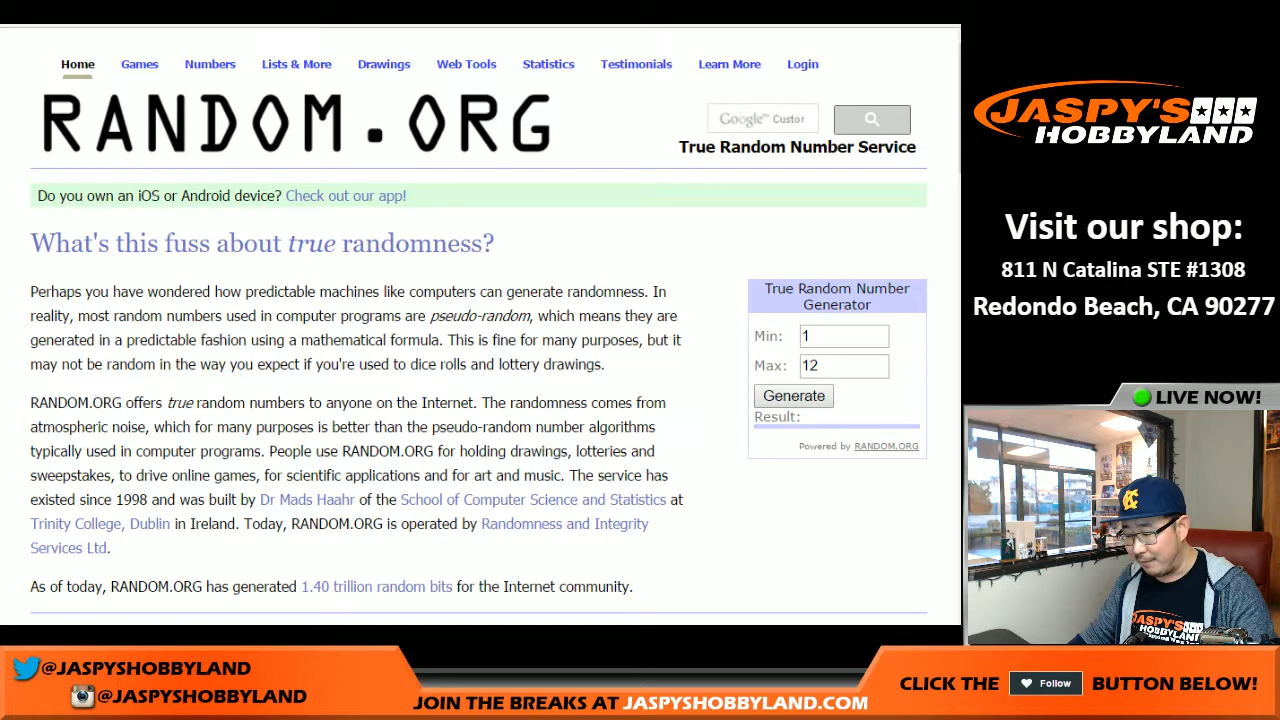 Home Games Numbers Lists & More Drawings Web Tools Statistics Testimonials Learn More Login
RANDOM.ORG
Google™ Custor
True Random Number Service
Do you own an iOS or Android device? Check out our app!
What's this fuss about true randomness?
Perhaps you have wondered how predictable machines like computers can generate randomness. In
reality, most random numbers used in computer programs are pseudo-random, which means they are
generated in a predictable fashion using a mathematical formula. This is fine for many purposes, but it
may not be random in the way you expect if you're used to dice rolls and lottery drawings.
RANDOM.ORG offers true random numbers to anyone on the Internet. The randomness comes from
atmospheric noise, which for many purposes is better than the pseudo-random number algorithms
typically used in computer programs. People use RANDOM.ORG for holding drawings, lotteries and
sweepstakes, to drive online games, for scientific applications and for art and music. The service has
existed since 1998 and was built by Dr Mads Haahr of the School of Computer Science and Statistics at
Trinity College, Dublin in Ireland. Today, RANDOM.ORG is operated by Randomness and Integrity
Services Ltd.
As of today, RANDOM.ORG has generated 1.40 trillion random bits for the Internet community.
True Random Number
Generator
Min: 1
Max: 12
Generate
Result:
Powered by RANDOM.ORG
JASPY'S
HOBBYLAND
Visit our shop:
811 N Catalina STE #1308
Redondo Beach, CA 90277
LIVE NOW!
KC
JASPY'S
HOBBYLAND
@JASPYSHOBBYLAND
@JASPYSHOBBYLAND
JOIN THE BREAKS AT JASPYSHOBBYLAND.COM
CLICK THE Follow BUTTON BELOW!